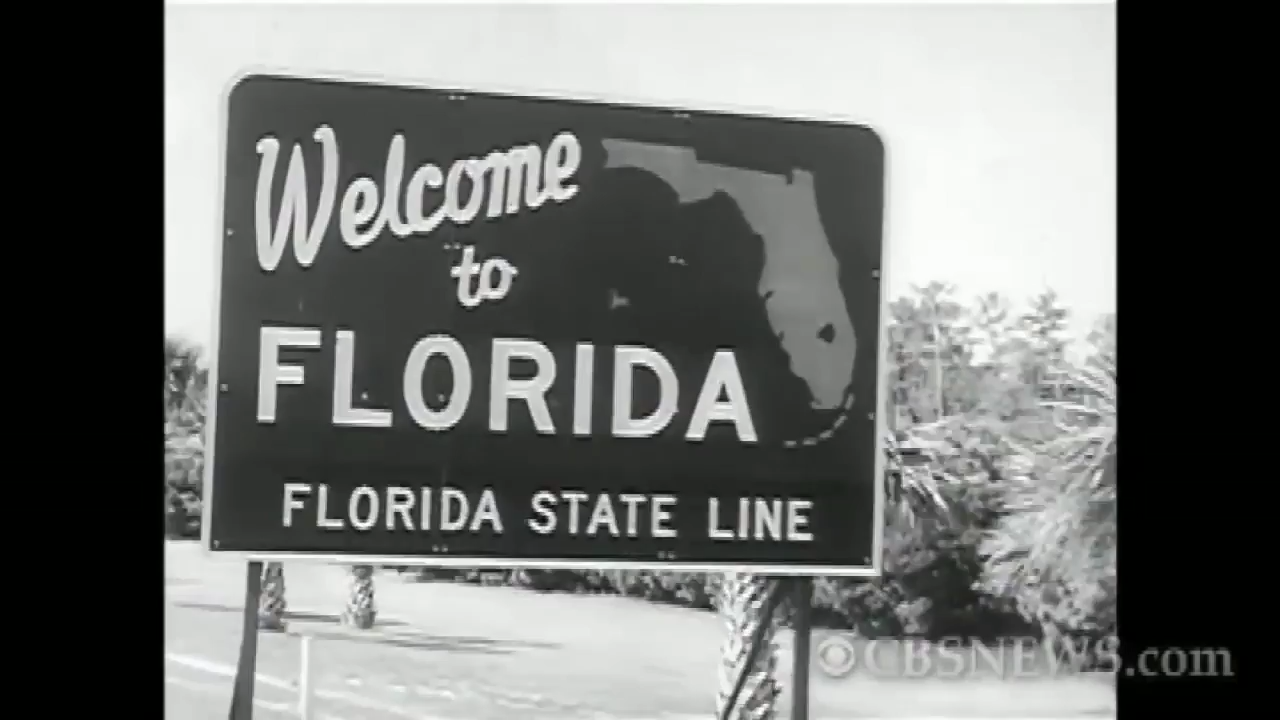 Welcome
to
FLORIDA
FLORIDA STATE LINE
CBSNEWS.com